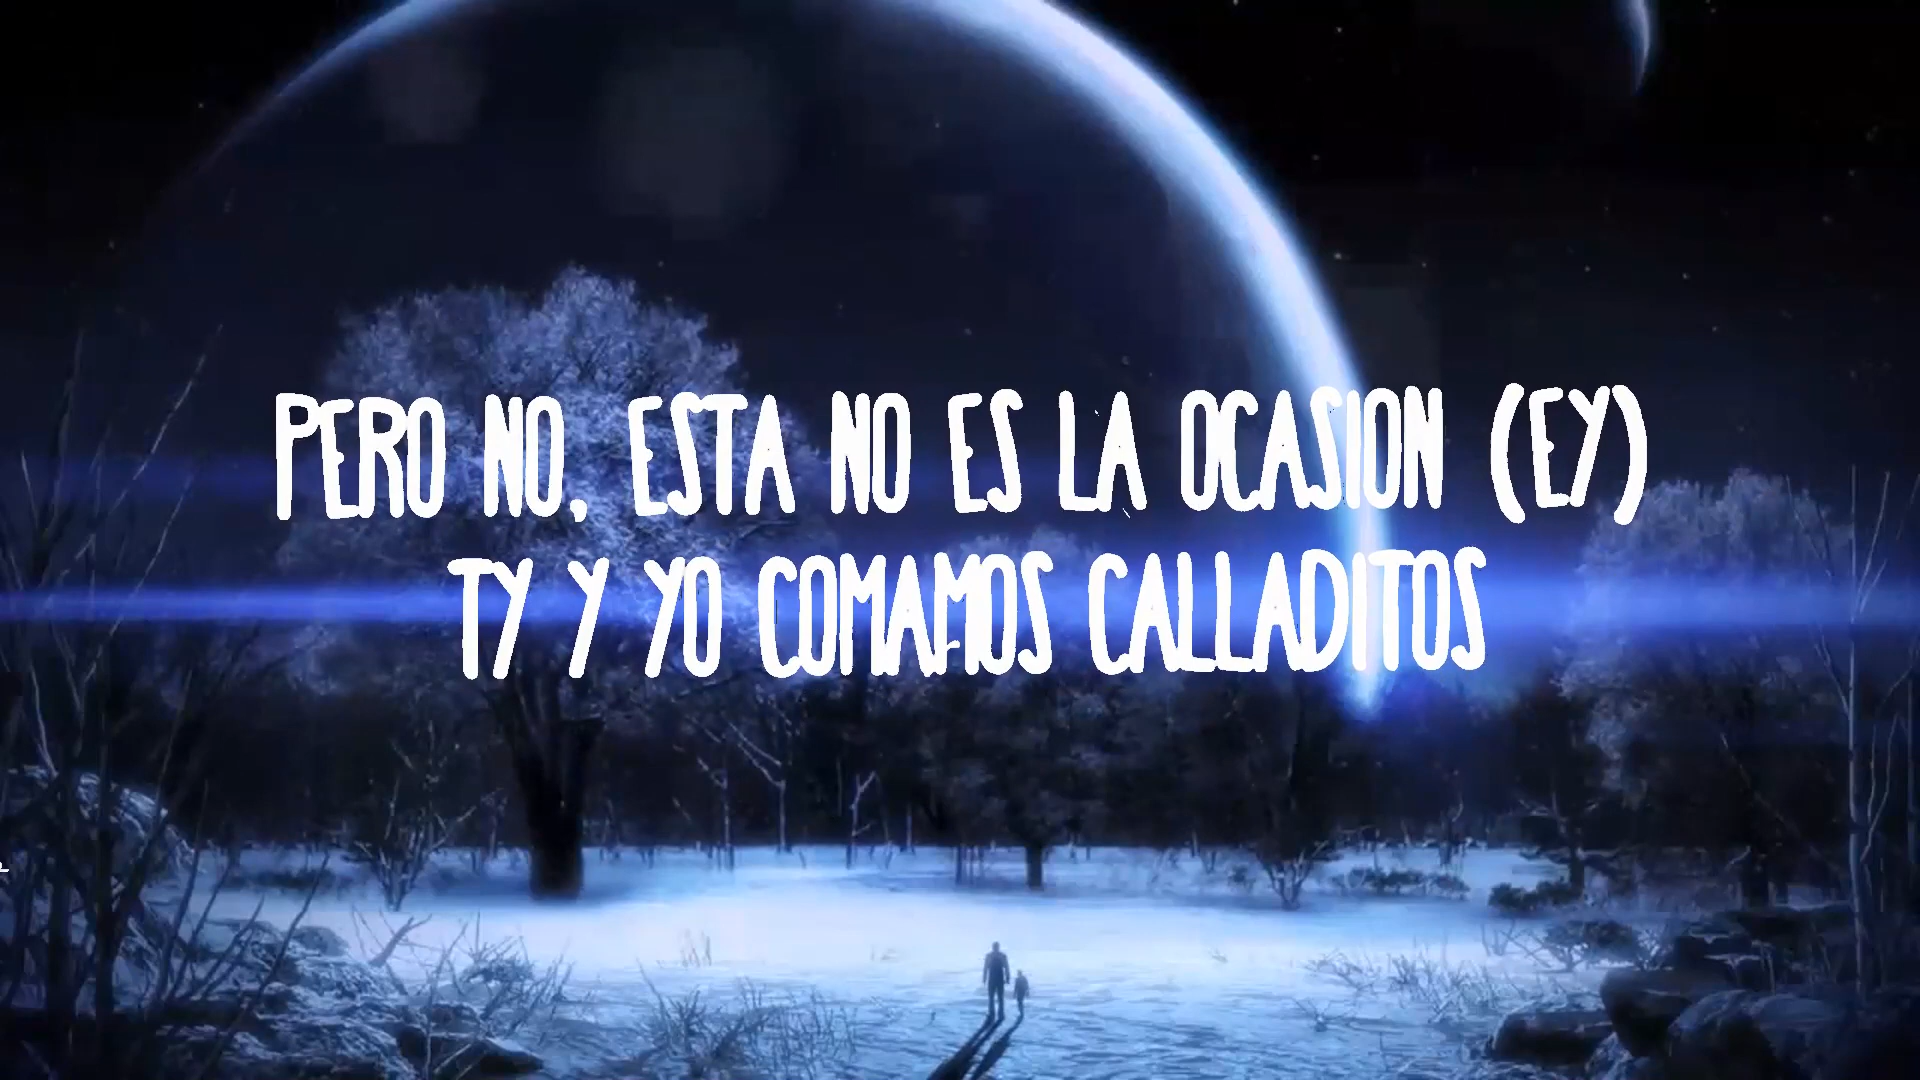 PERO NO, ESTA NO ES LA OCASION (EY)
TY Y YO COMAMOS CALLADITOS